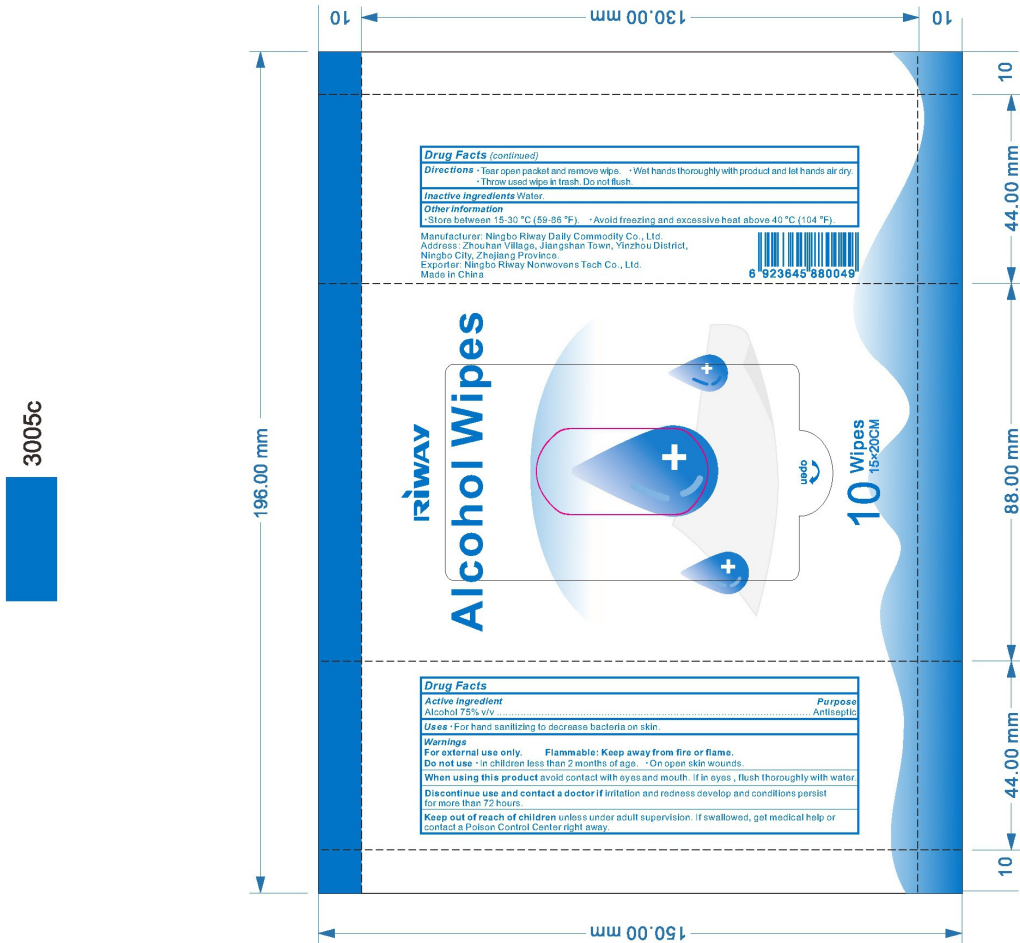 10
130.00 mm
10
10
44.00 mm
88.00 mm
44.00 mm
10
196.00 mm
150.00 mm
3005c
Drug Facts (continued)
Directions · Tear open packet and remove wipe. · Wet hands thoroughly with product and let hands air dry.
· Throw used wipe in trash. Do not flush.
Inactive ingredients Water.
Other information
· Store between 15-30 °C (59-86 °F). · Avoid freezing and excessive heat above 40 °C (104 °F).
Manufacturer: Ningbo Riway Daily Commodity Co., Ltd.
Address: Zhouhan Village, Jiangshan Town, Yinzhou District,
Ningbo City, Zhejiang Province.
Exporter: Ningbo Riway Nonwovens Tech Co., Ltd.
Made in China
6 923645 880049
RIWAY
Alcohol Wipes
open
10 Wipes
15×20CM
Drug Facts
Active ingredient Purpose
Alcohol 75% v/v ........ Antiseptic
Uses · For hand sanitizing to decrease bacteria on skin.
Warnings
For external use only. Flammable: Keep away from fire or flame.
Do not use · In children less than 2 months of age. · On open skin wounds.
When using this product avoid contact with eyes and mouth. If in eyes , flush thoroughly with water.
Discontinue use and contact a doctor if irritation and redness develop and conditions persist
for more than 72 hours.
Keep out of reach of children unless under adult supervision. If swallowed, get medical help or
contact a Poison Control Center right away.